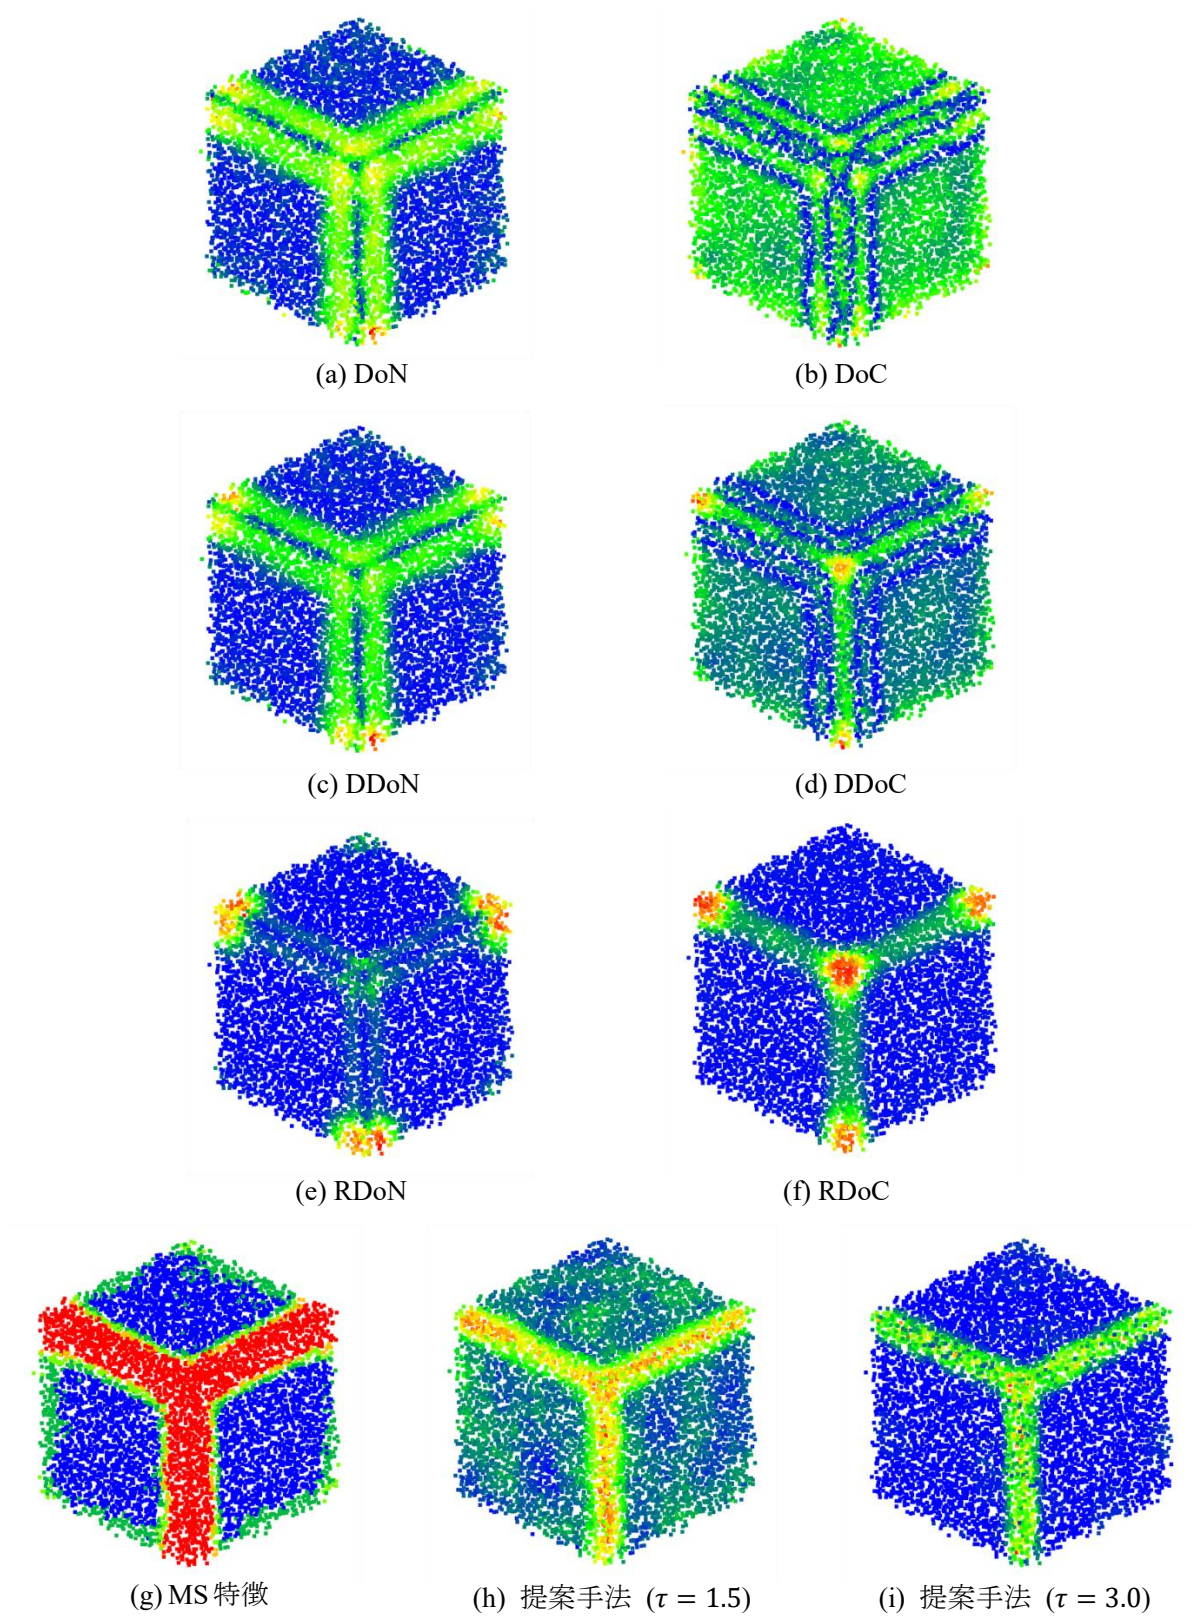 (a) DoN
(b) DoC
(c) DDoN
(d) DDoC
(e) RDoN
(f) RDoC
(g) MS 特徴
(h) 提案手法 (τ = 1.5)
(i) 提案手法 (τ = 3.0)